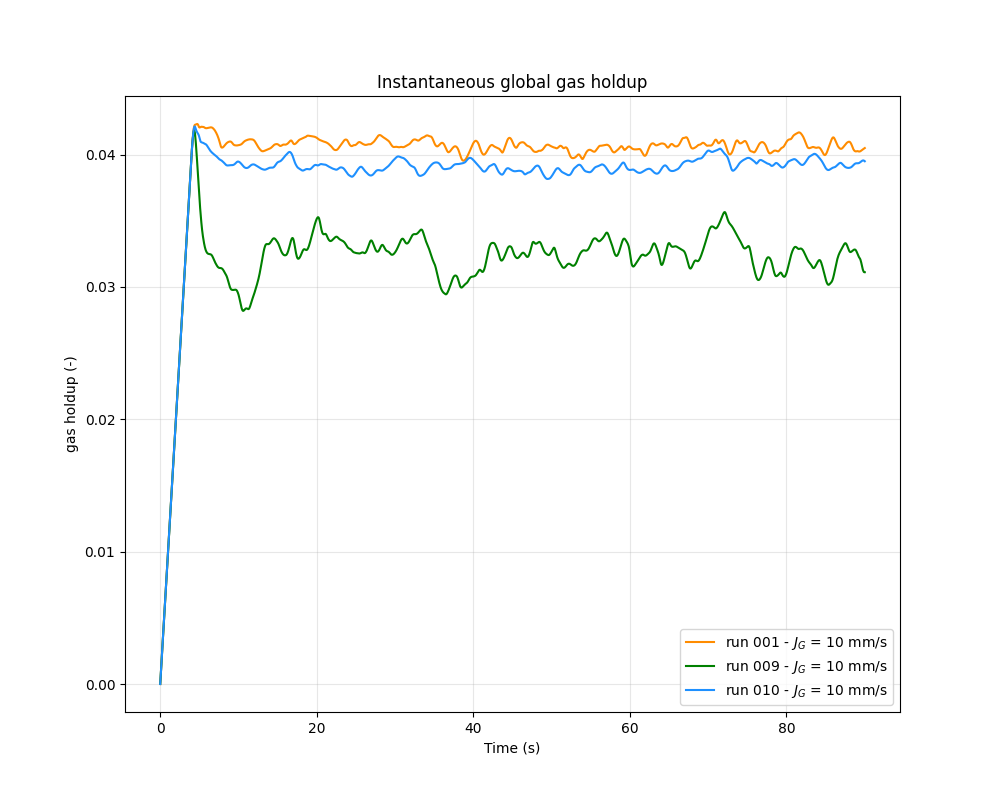 Instantaneous global gas holdup
gas holdup (-)
0.04
0.03
0.02
0.01
0.00
0 20 40 60 80
Time (s)
run 001 - J_G = 10 mm/s
run 009 - J_G = 10 mm/s
run 010 - J_G = 10 mm/s